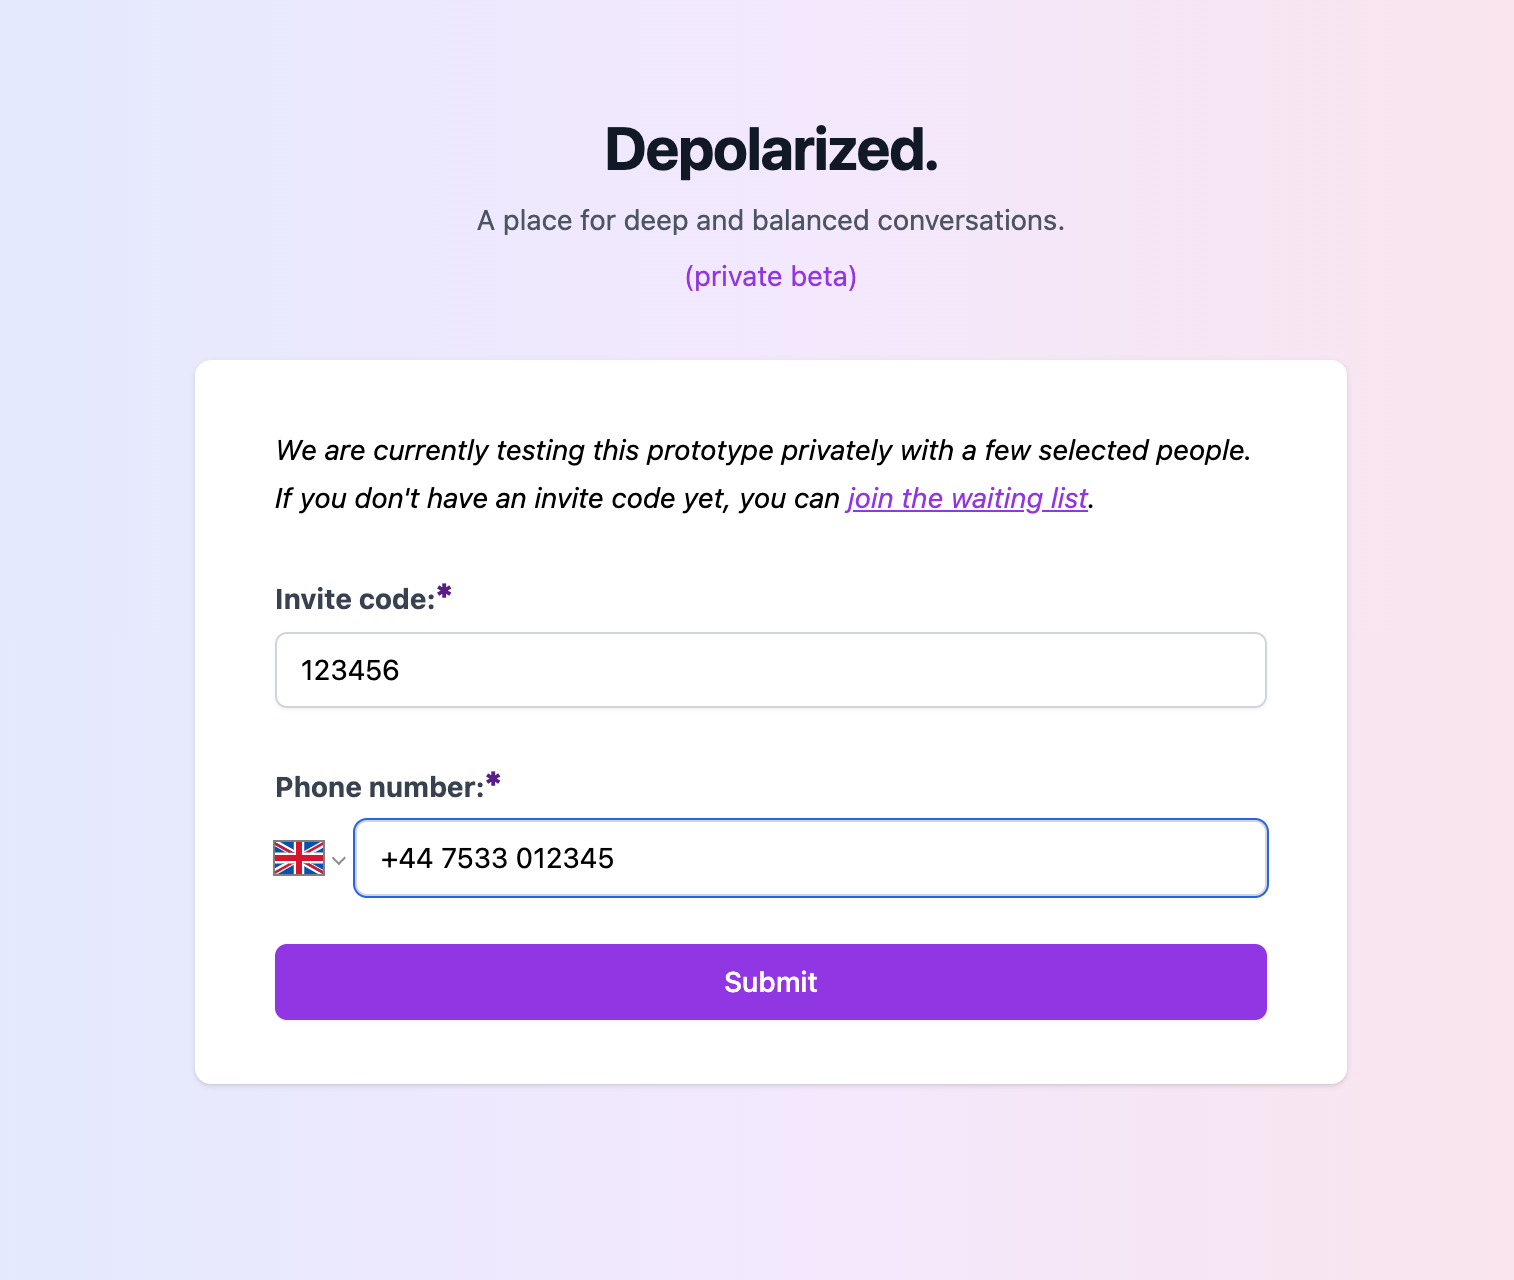 Depolarized.
A place for deep and balanced conversations.
(private beta)
We are currently testing this prototype privately with a few selected people.
If you don't have an invite code yet, you can join the waiting list.
Invite code:*
123456
Phone number:*
+44 7533 012345
Submit